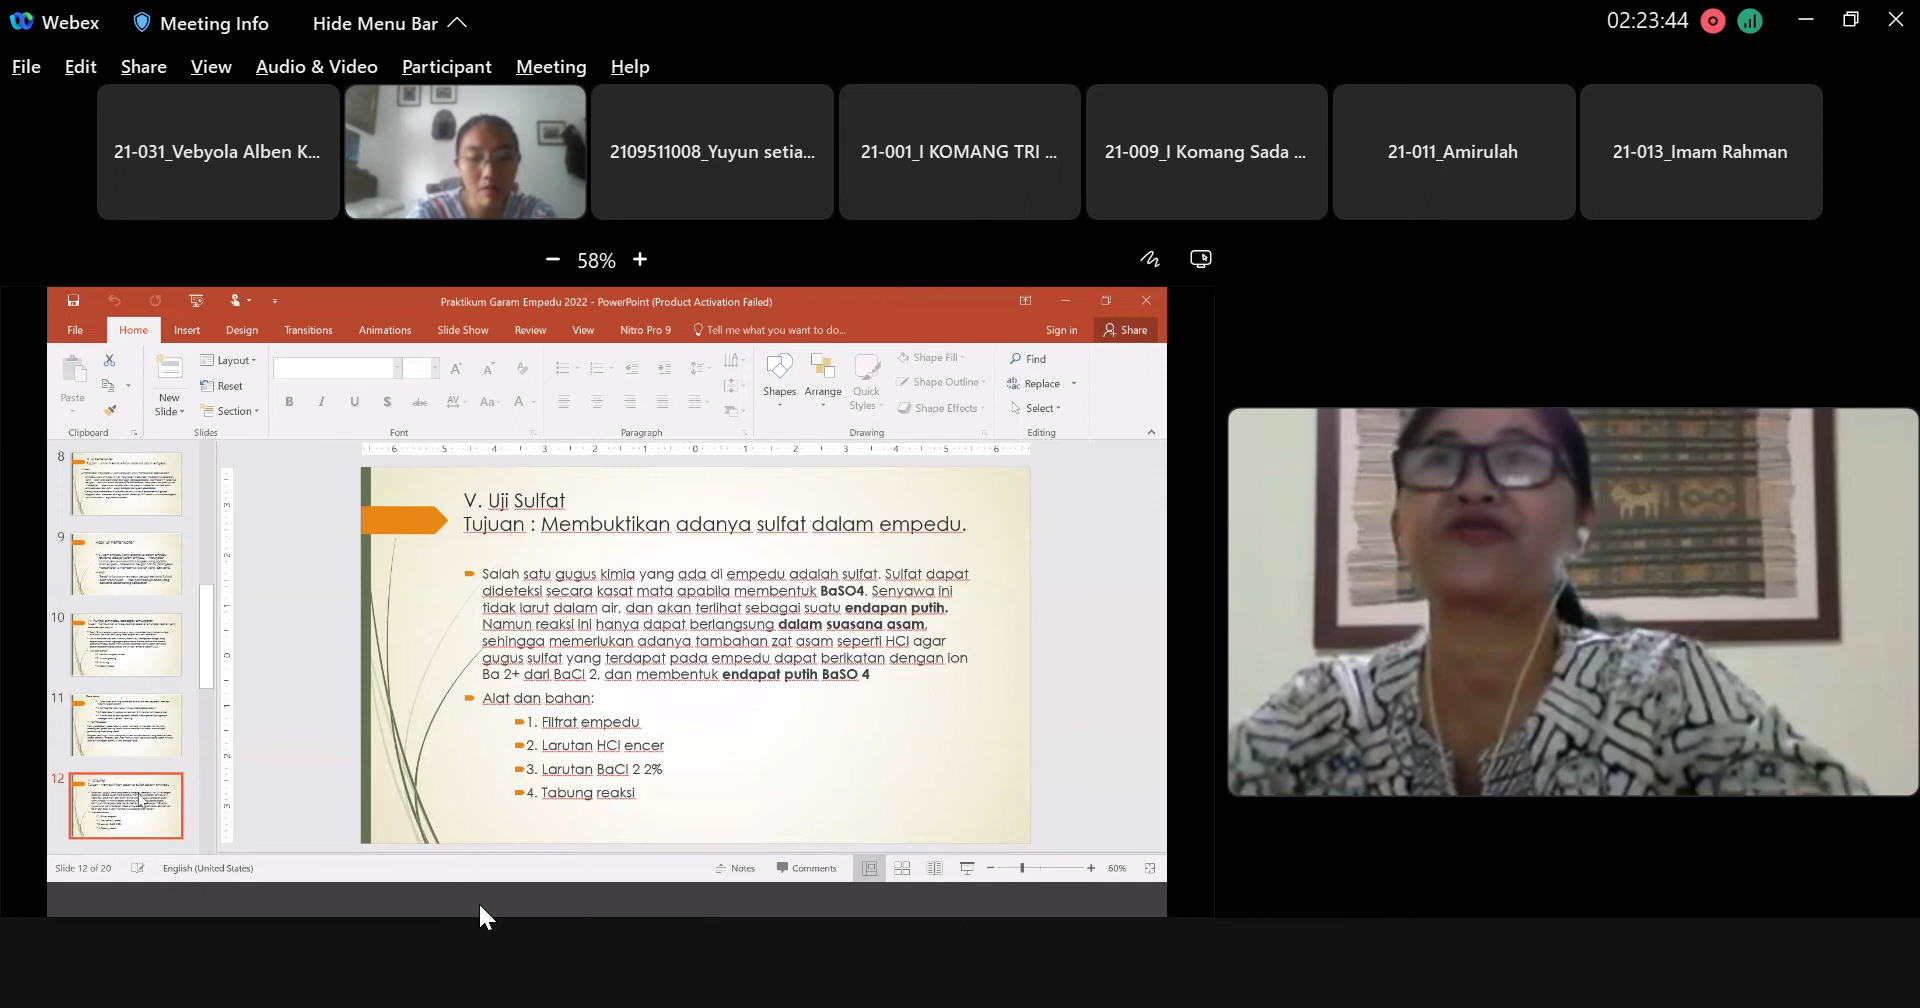 Webex Meeting Info Hide Menu Bar 02:23:44
File Edit Share View Audio & Video Participant Meeting Help
21-031_Vebyola Alben K...
2109511008_Yuyun setia...
21-001_I KOMANG TRI ...
21-009_I Komang Sada ...
21-011_Amirulah
21-013_Imam Rahman
58%
Praktikum Garam Empedu 2022 - PowerPoint (Product Activation Failed)
File Home Insert Design Transitions Animations Slide Show Review View Nitro Pro 9 Tell me what you want to do... Sign in Share
Paste
New Slide
Layout
Reset
Section
Shapes
Arrange
Quick Styles
Shape Fill
Shape Outline
Shape Effects
Find
Replace
Select
Clipboard Slides Font Paragraph Drawing Editing
8
9
10
11
12
V. Uji Sulfat
Tujuan : Membuktikan adanya sulfat dalam empedu.
Salah satu gugus kimia yang ada di empedu adalah sulfat. Sulfat dapat
dideteksi secara kasat mata apabila membentuk BaSO4. Senyawa ini
tidak larut dalam air, dan akan terlihat sebagai suatu endapan putih.
Namun reaksi ini hanya dapat berlangsung dalam suasana asam,
sehingga memerlukan adanya tambahan zat asam seperti HCl agar
gugus sulfat yang terdapat pada empedu dapat berikatan dengan ion
Ba 2+ dari BaCl 2, dan membentuk endapat putih BaSO 4
Alat dan bahan:
1. Filtrat empedu
2. Larutan HCl encer
3. Larutan BaCl 2 2%
4. Tabung reaksi
Slide 12 of 20 English (United States) Notes Comments 60%